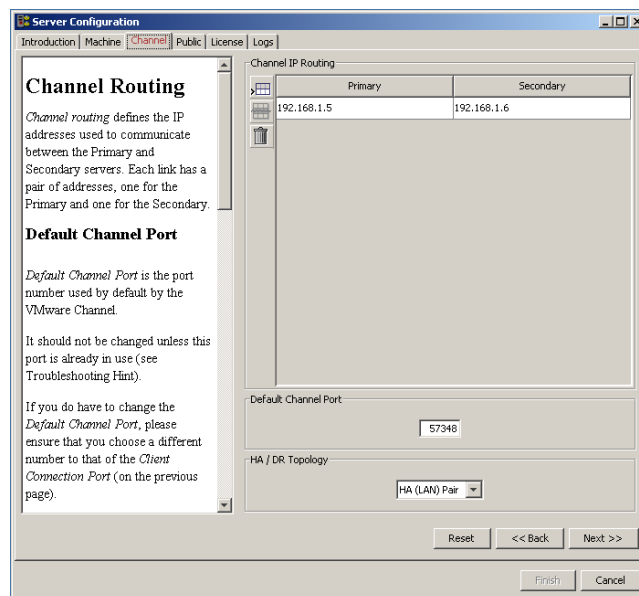 Server Configuration
Introduction Machine Channel Public License Logs
Channel Routing
Channel routing defines the IP
addresses used to communicate
between the Primary and
Secondary servers. Each link has a
pair of addresses, one for the
Primary and one for the Secondary.
Default Channel Port
Default Channel Port is the port
number used by default by the
VMware Channel.
It should not be changed unless this
port is already in use (see
Troubleshooting Hint).
If you do have to change the
Default Channel Port, please
ensure that you choose a different
number to that of the Client
Connection Port (on the previous
page).
Channel IP Routing
Primary Secondary
192.168.1.5 192.168.1.6
Default Channel Port
57348
HA / DR Topology
HA (LAN) Pair
Reset << Back Next >>
Finish Cancel